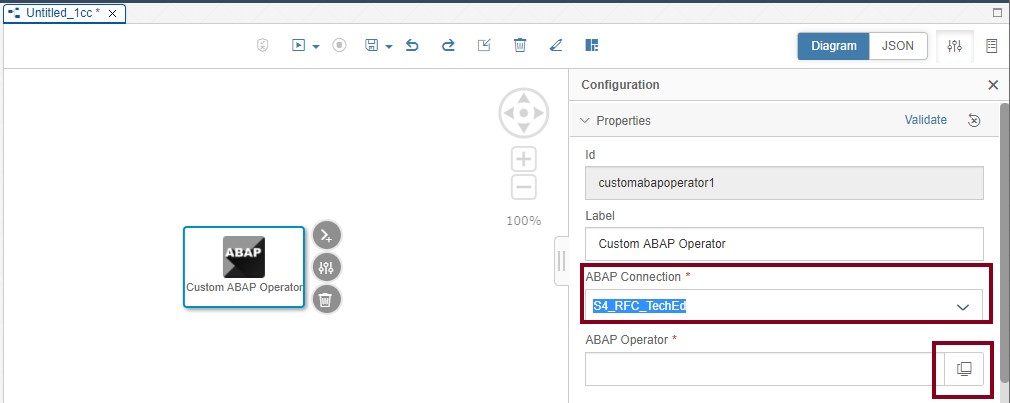 Untitled_1cc *
Diagram
JSON
Configuration
Properties
Validate
Id
customabapoperator1
Label
Custom ABAP Operator
ABAP Connection *
S4_RFC_TechEd
ABAP Operator *
100%
ABAP
Custom ABAP Operator